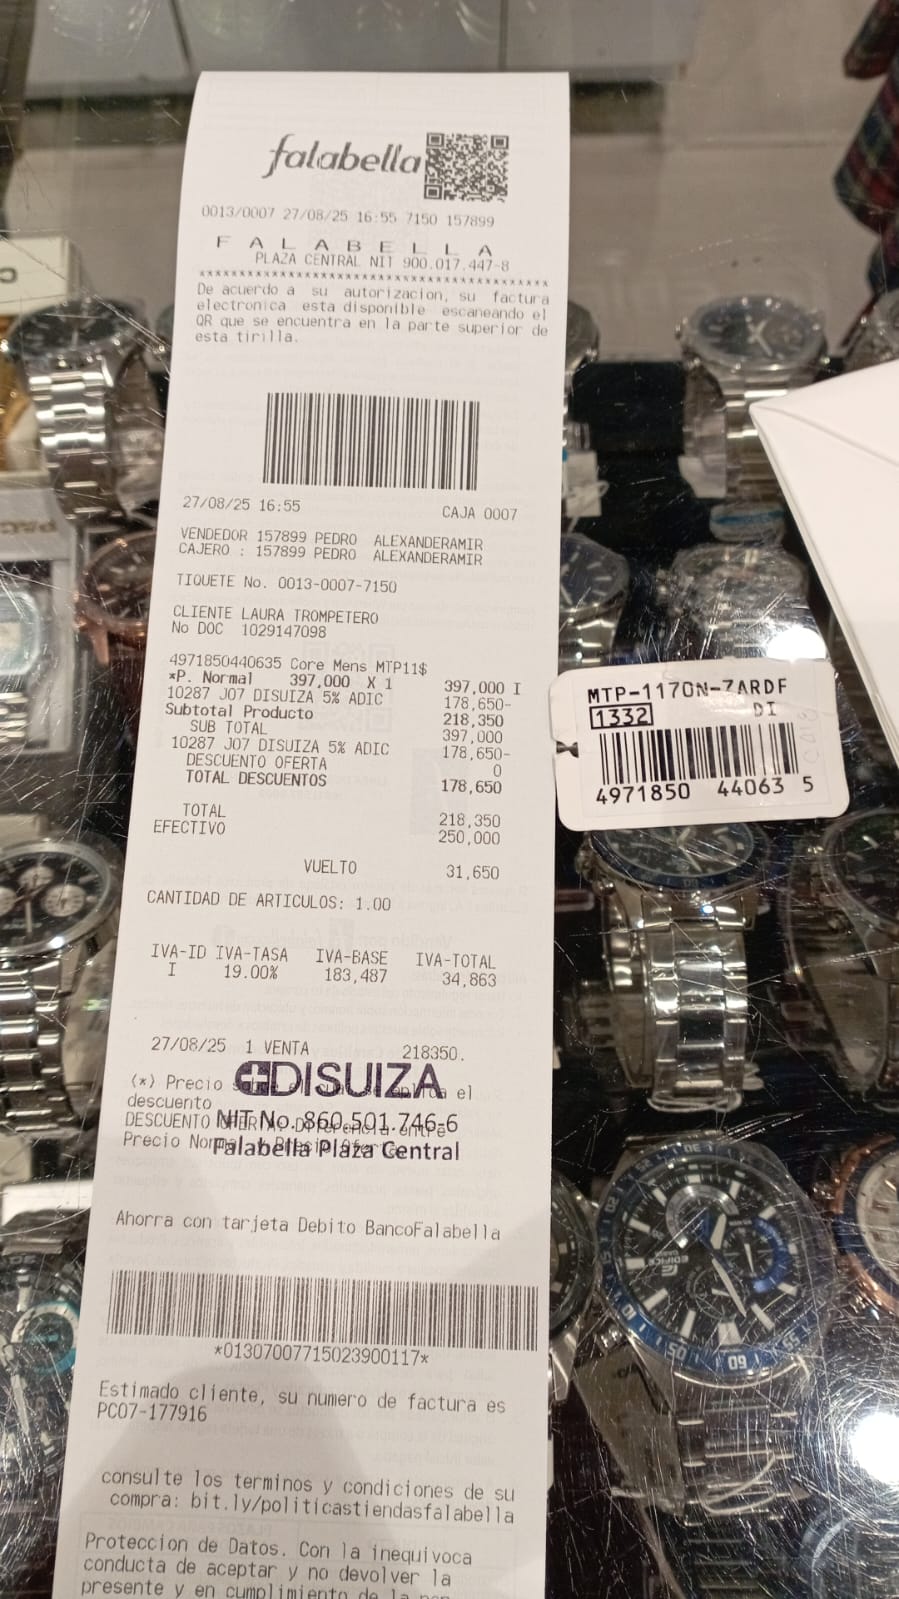 falabella
0013/0007 27/08/25 16:55 7150 157899
F A L A B E L L A
PLAZA CENTRAL NIT 900.017.447-8
De acuerdo a su autorizacion, su factura
electronica esta disponible escaneando el
QR que se encuentra en la parte superior de
esta tirilla.
27/08/25 16:55 CAJA 0007
VENDEDOR 157899 PEDRO ALEXANDERAMIR
CAJERO : 157899 PEDRO ALEXANDERAMIR
TIQUETE No. 0013-0007-7150
CLIENTE LAURA TROMPETERO
No DOC 1029147098
4971850440635 Core Mens MTP11$
*P. Normal 397,000 X 1 397,000 I
10287 J07 DISUIZA 5% ADIC 178,650-
Subtotal Producto 218,350
SUB TOTAL 397,000
10287 J07 DISUIZA 5% ADIC 178,650-
DESCUENTO OFERTA 0
TOTAL DESCUENTOS 178,650
TOTAL 218,350
EFECTIVO 250,000
VUELTO 31,650
CANTIDAD DE ARTICULOS: 1.00
IVA-ID IVA-TASA IVA-BASE IVA-TOTAL
I 19.00% 183,487 34,863
27/08/25 1 VENTA 218350.
DISUIZA
(*) Precio el
descuento
NIT No. 860.501.746-6
DESCUENTO
Precio
Falabella Plaza Central
Ahorra con tarjeta Debito BancoFalabella
*01307007715023900117*
Estimado cliente, su numero de factura es
PC07-177916
consulte los terminos y condiciones de su
compra: bit.ly/politicastiendasfalabella
Proteccion de Datos. Con la inequivoca
conducta de aceptar y no devolver la
presente y en cumplimiento de la
MTP-1170N-7ARDF
1332 DI
4971850 44063 5
EDIFICE